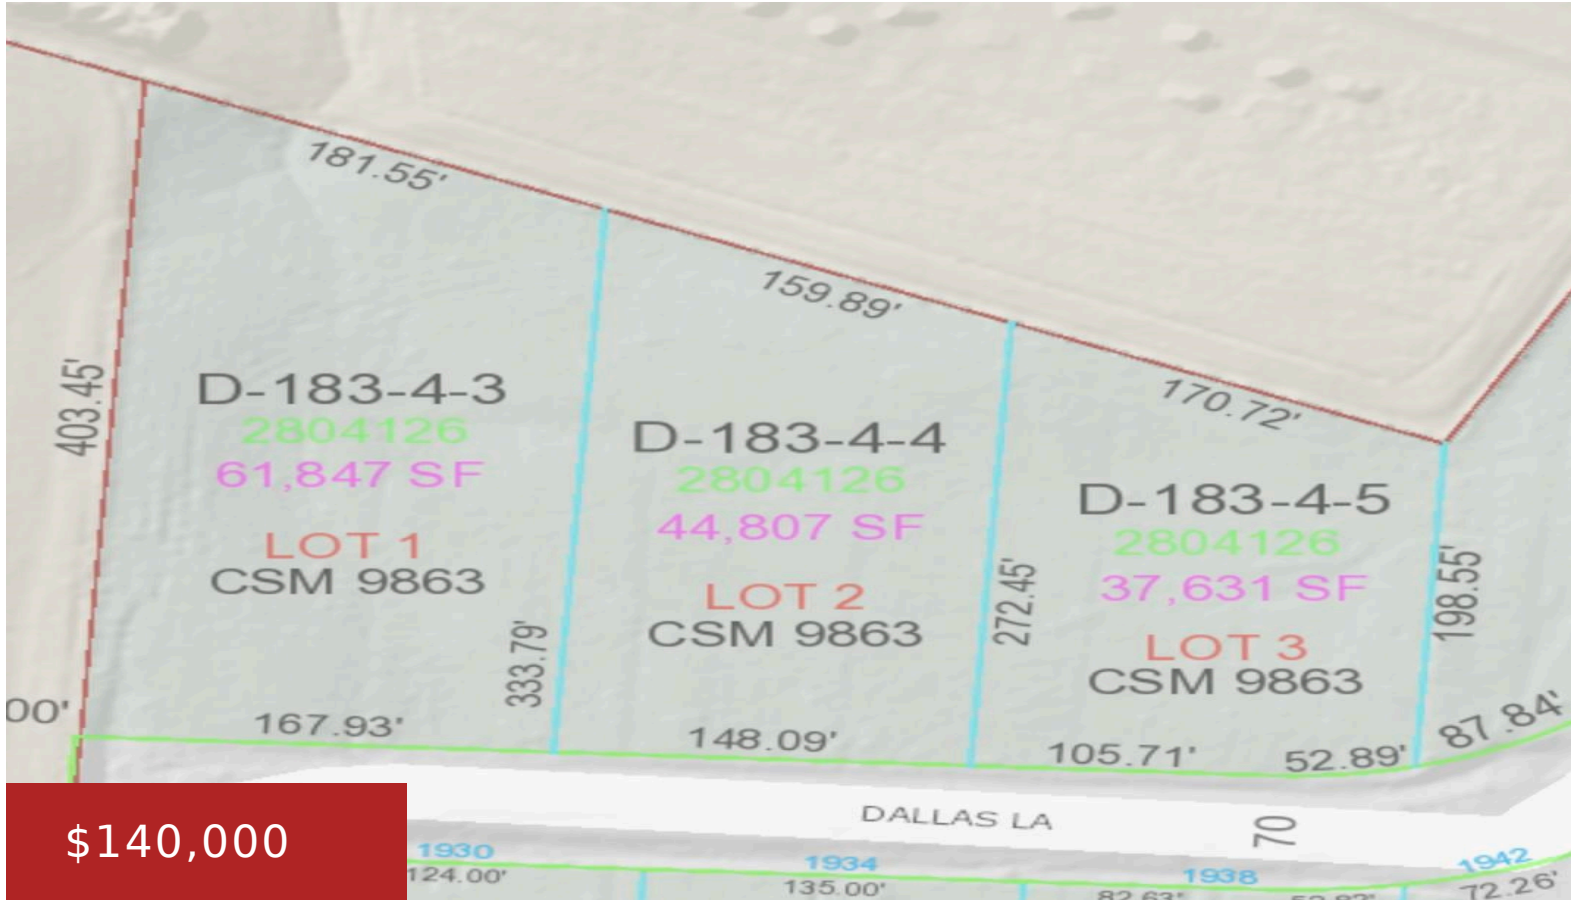 181.55'
159.89'
170.72'
403.45'
D-183-4-3
2804126
61,847 SF
LOT 1
CSM 9863
333.79'
D-183-4-4
2804126
44,807 SF
LOT 2
CSM 9863
272.45'
D-183-4-5
2804126
37,631 SF
LOT 3
CSM 9863
198.55'
00'
167.93'
148.09'
105.71'
52.89'
87.84'
DALLAS LA
70
$140,000
1930
1934
1938
1942
124.00'
135.00'
82.63'
72.26'